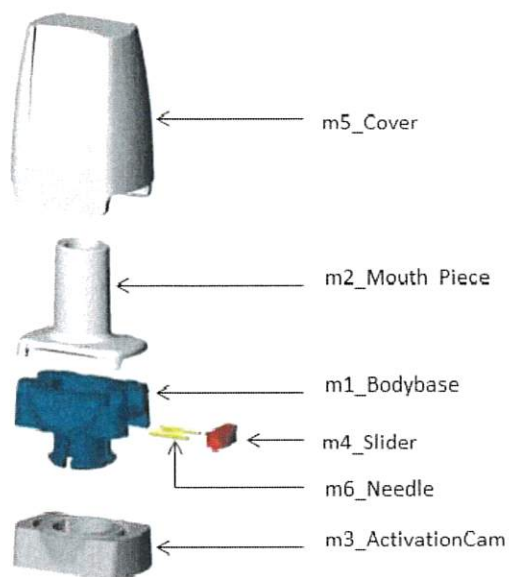 m5_Cover
m2_Mouth Piece
m1_Bodybase
m4_Slider
m6_Needle
m3_ActivationCam